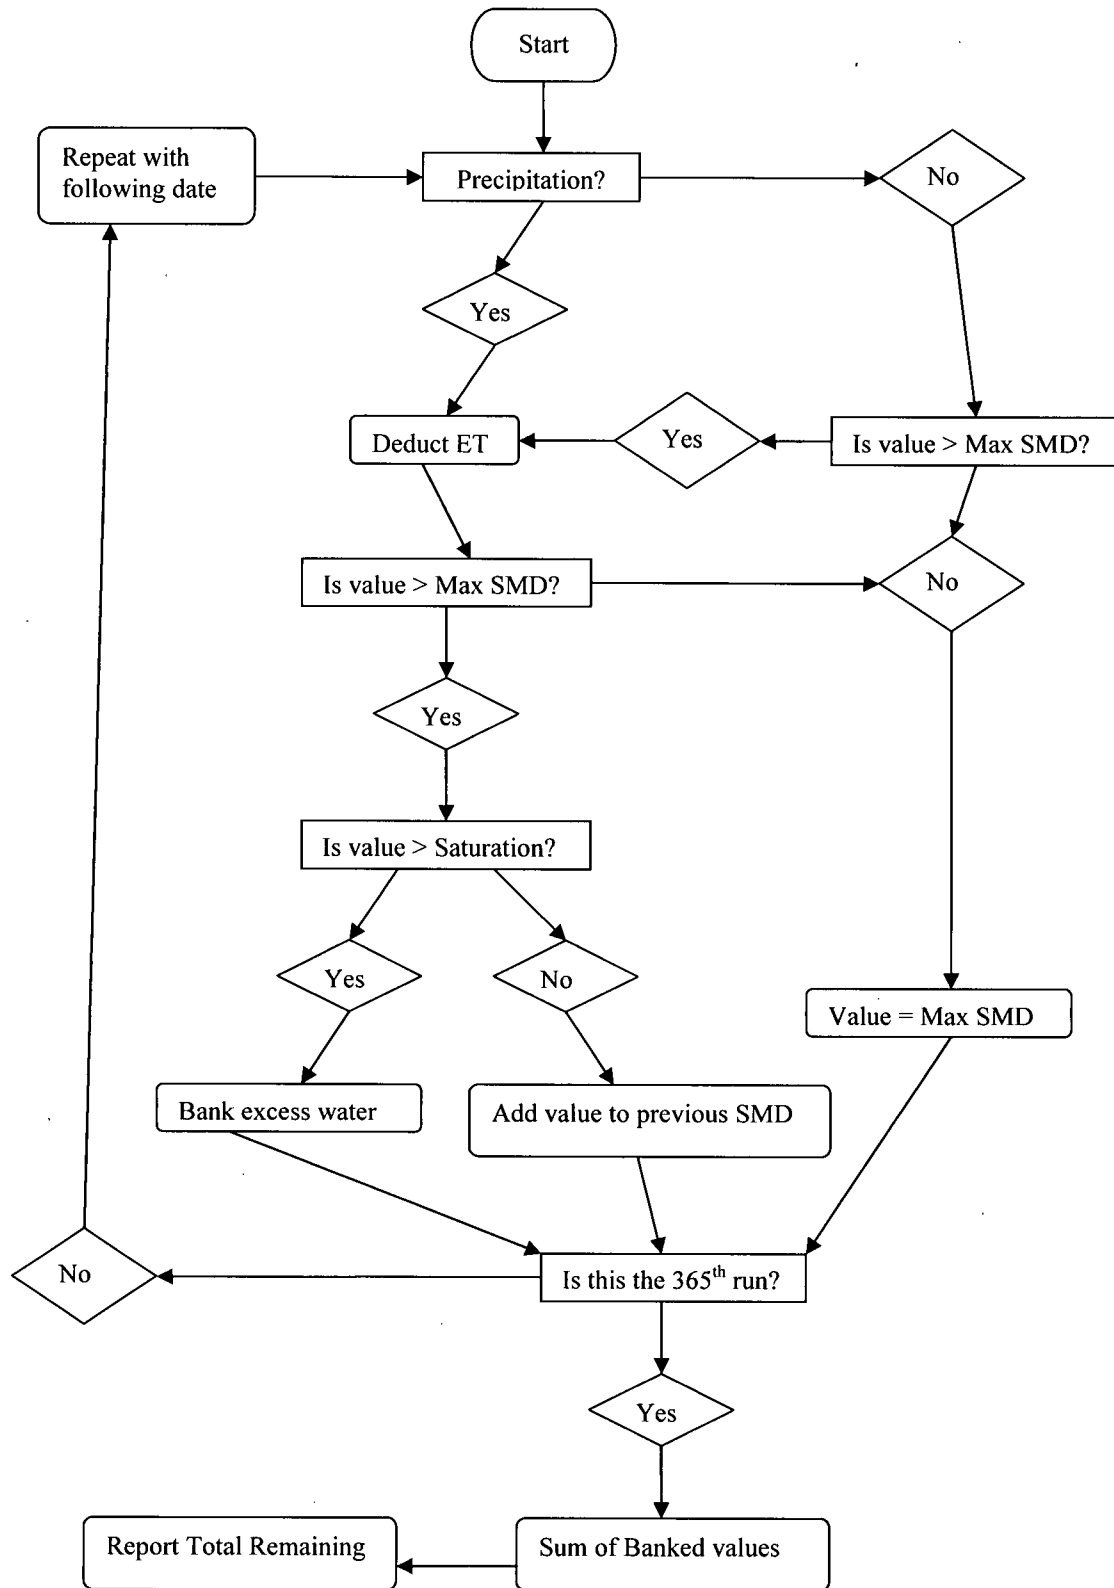 Start
Repeat with
following date
Precipitation?
No
Yes
Deduct ET
Yes
Is value > Max SMD?
Is value > Max SMD?
No
Yes
Is value > Saturation?
Yes
No
Value = Max SMD
Bank excess water
Add value to previous SMD
No
Is this the 365th run?
Yes
Report Total Remaining
Sum of Banked values